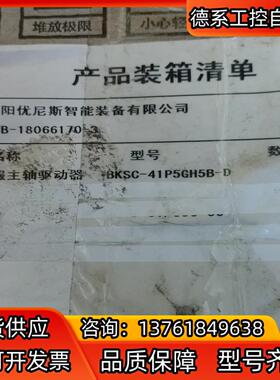 德系工控自
堆放极限
小心轻
产品装箱清单
阳优尼斯智能装备有限公司
B-18066170-3
名称
型号
数
服主轴驱动器
BKSC-41P5GH5B-D
货供应
咨询：13761849638
可开发票
品质保障 型号齐